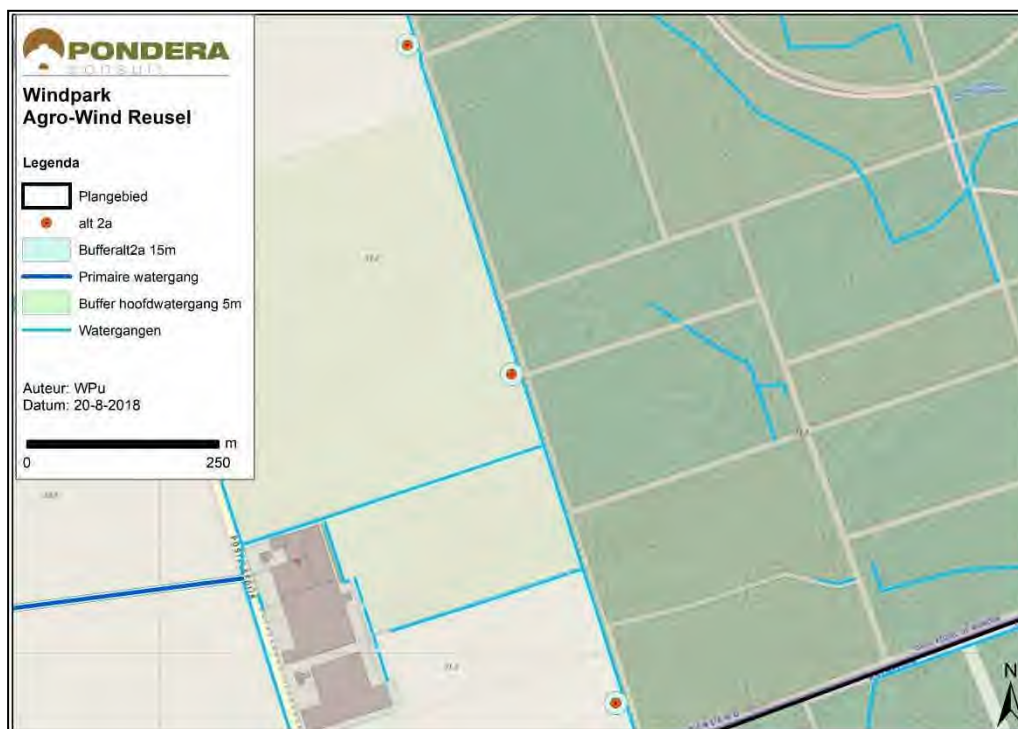 PONDERA
consult
Windpark
Agro-Wind Reusel
Legenda
Plangebied
alt 2a
Bufferalt2a 15m
Primaire watergang
Buffer hoofdwatergang 5m
Watergangen
Auteur: WPu
Datum: 20-8-2018
m
0 250
N